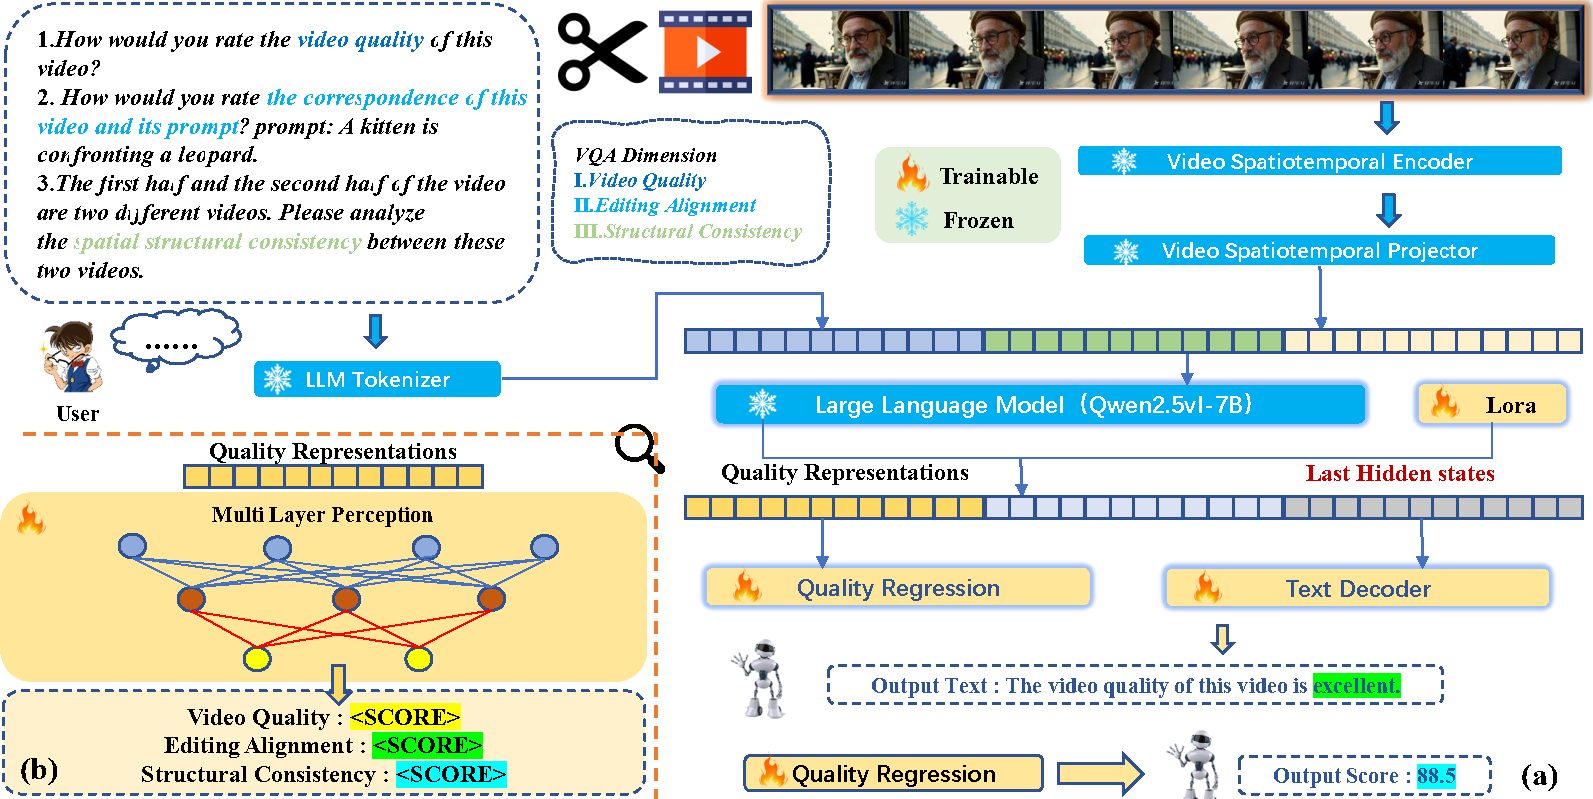 1.How would you rate the video quality of this
video?
2. How would you rate the correspondence of this
video and its prompt? prompt: A kitten is
confronting a leopard.
3.The first half and the second half of the video
are two different videos. Please analyze
the spatial structural consistency between these
two videos.
VQA Dimension
I.Video Quality
II.Editing Alignment
III.Structural Consistency
Trainable
Frozen
Video Spatiotemporal Encoder
Video Spatiotemporal Projector
......
User
LLM Tokenizer
Large Language Model（Qwen2.5vl-7B）
Lora
Quality Representations
Last Hidden states
Quality Regression
Text Decoder
Output Text : The video quality of this video is excellent.
Quality Regression
Output Score : 88.5
(a)
Quality Representations
Multi Layer Perception
Video Quality : <SCORE>
Editing Alignment : <SCORE>
Structural Consistency : <SCORE>
(b)